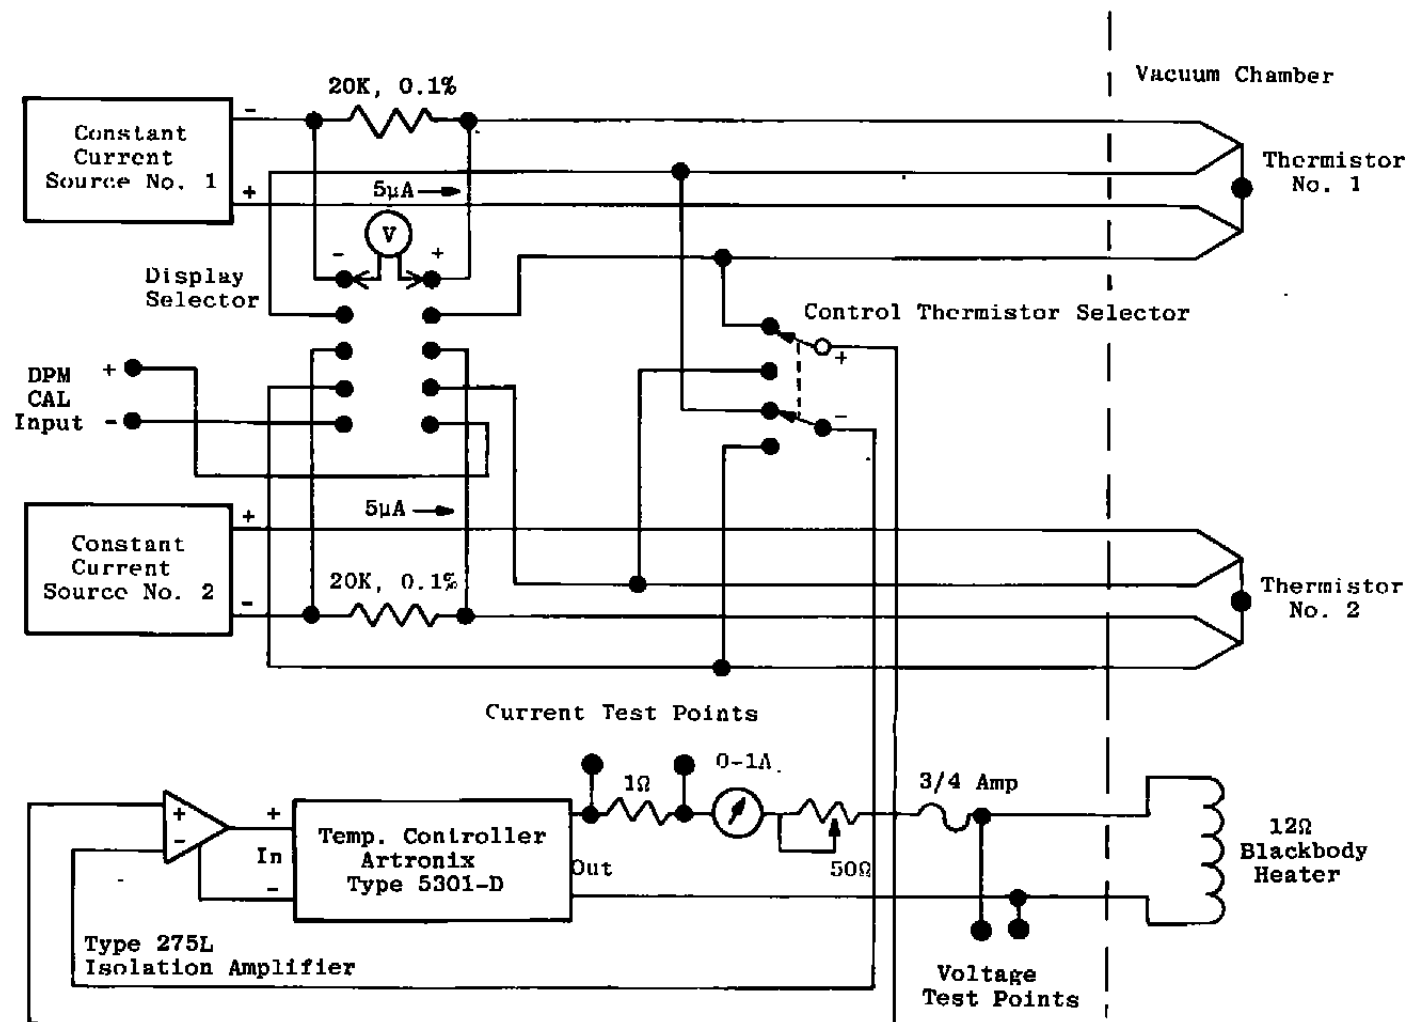 Vacuum Chamber
20K, 0.1%
Constant
Current
Source No. 1
-
+
5μA
Thermistor
No. 1
V
-
+
Display
Selector
Control Thermistor Selector
+
-
DPM
CAL
Input
+
-
5μA
Constant
Current
Source No. 2
+
-
20K, 0.1%
Thermistor
No. 2
Current Test Points
1Ω
0-1A
3/4 Amp
50Ω
+
-
+
In
-
Temp. Controller
Artronix
Type 5301-D
Out
12Ω
Blackbody
Heater
Type 275L
Isolation Amplifier
Voltage
Test Points